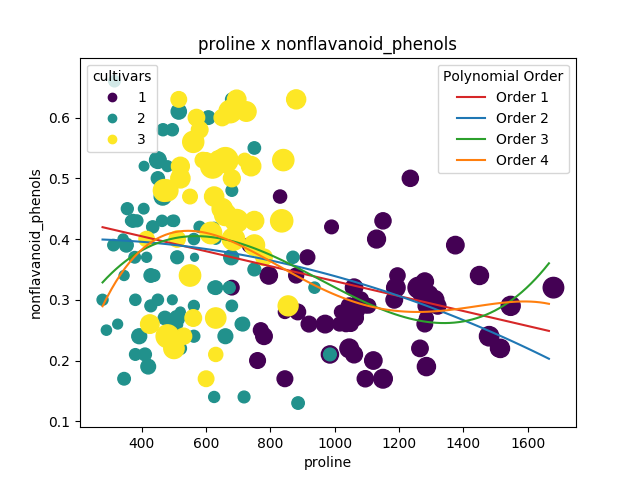 proline x nonflavanoid_phenols
cultivars
1
2
3
Polynomial Order
Order 1
Order 2
Order 3
Order 4
nonflavanoid_phenols
0.6
0.5
0.4
0.3
0.2
0.1
400 600 800 1000 1200 1400 1600
proline